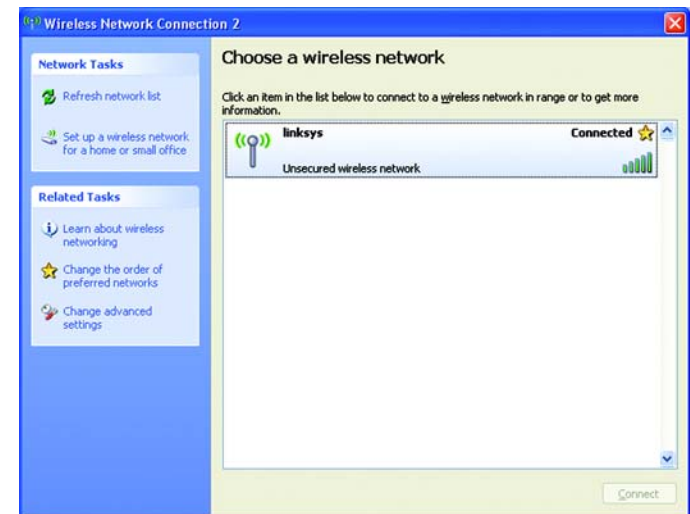 Wireless Network Connection 2
Network Tasks
Refresh network list
Set up a wireless network
for a home or small office
Related Tasks
Learn about wireless
networking
Change the order of
preferred networks
Change advanced
settings
Choose a wireless network
Click an item in the list below to connect to a wireless network in range or to get more
information.
linksys
Connected
Unsecured wireless network
Connect